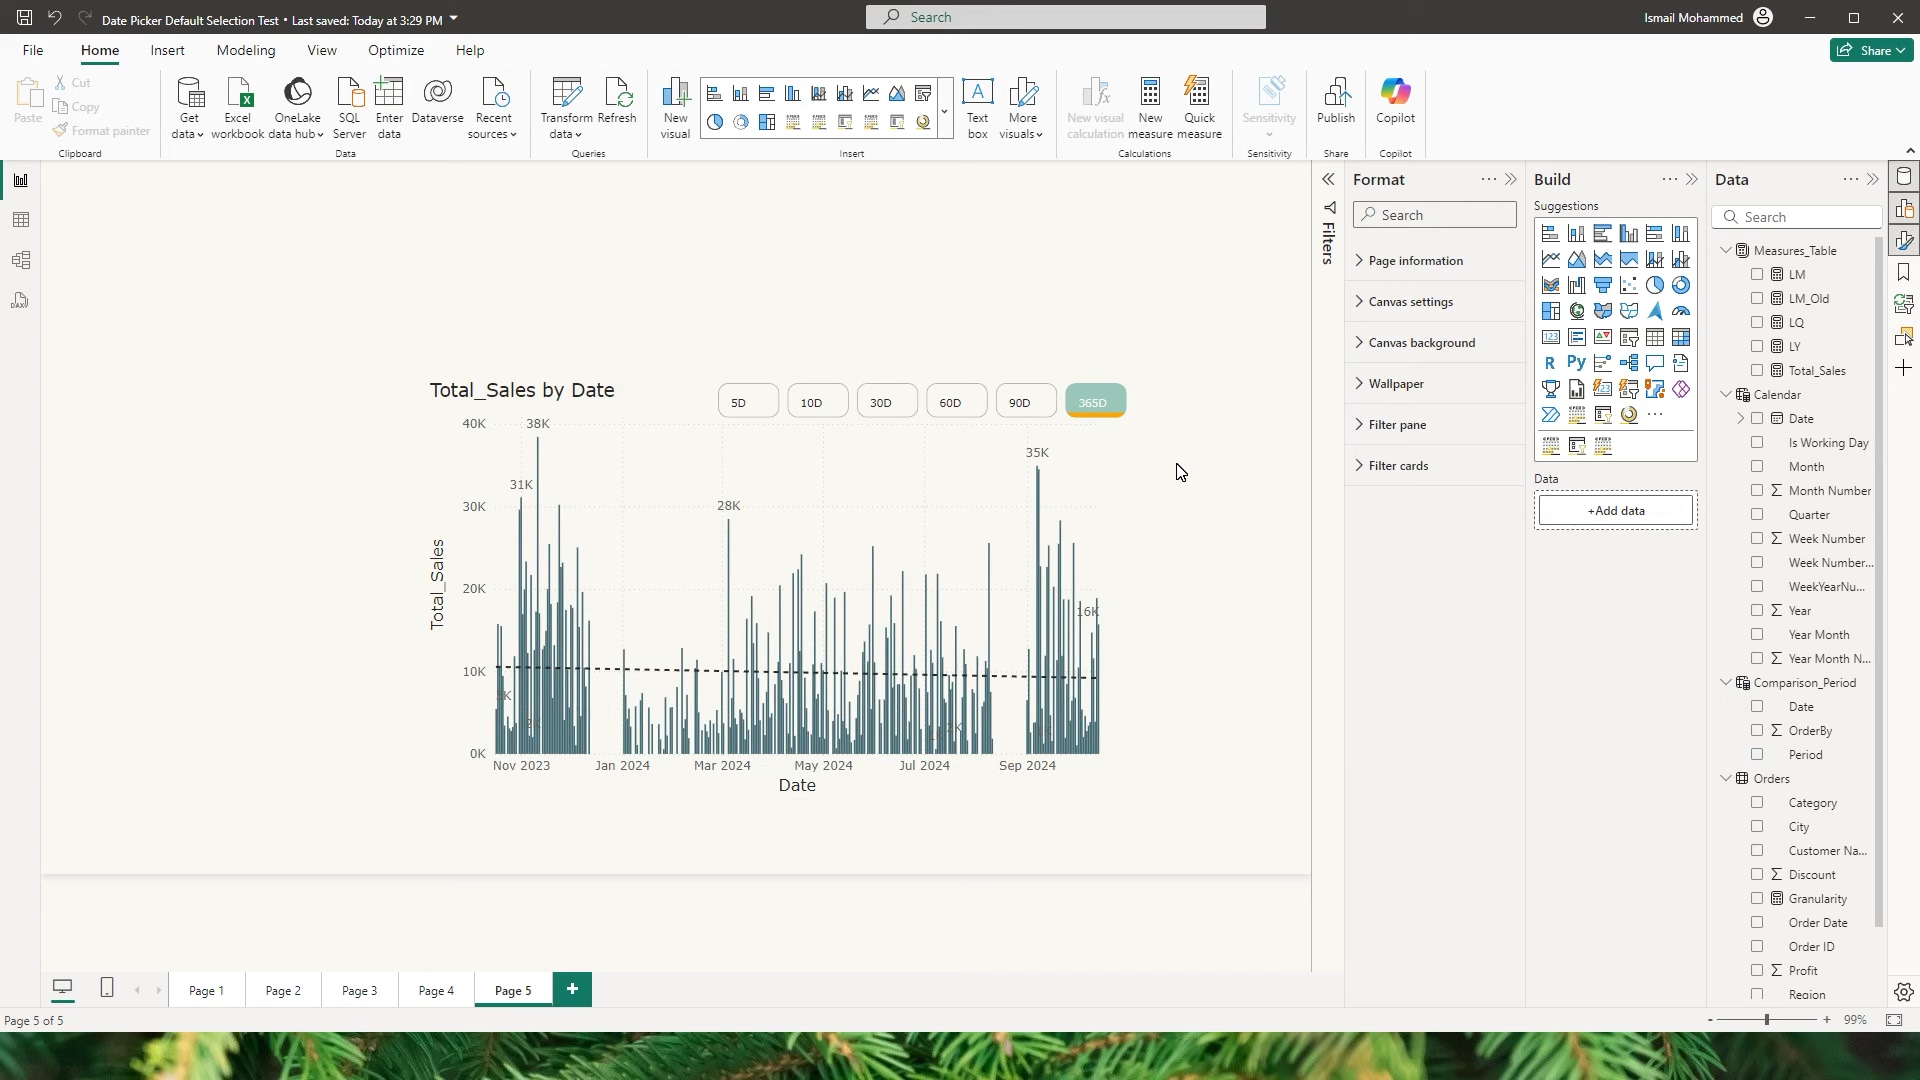 Date Picker Default Selection Test • Last saved: Today at 3:29 PM
Search
Ismail Mohammed
File
Home
Insert
Modeling
View
Optimize
Help
Share
Paste
Cut
Copy
Format painter
Clipboard
Get data
Excel workbook
OneLake data hub
SQL Server
Enter data
Dataverse
Recent sources
Data
Transform data
Refresh
Queries
New visual
Text box
More visuals
Insert
New visual calculation
New measure
Quick measure
Calculations
Sensitivity
Sensitivity
Publish
Share
Copilot
Copilot
Total_Sales by Date
5D
10D
30D
60D
90D
365D
40K
30K
20K
10K
0K
Total_Sales
38K
31K
28K
35K
16K
Nov 2023
Jan 2024
Mar 2024
May 2024
Jul 2024
Sep 2024
Date
Filters
Format
Search
Page information
Canvas settings
Canvas background
Wallpaper
Filter pane
Filter cards
Build
Suggestions
123
R
Py
Data
+Add data
Data
Search
Measures_Table
LM
LM_Old
LQ
LY
Total_Sales
Calendar
Date
Is Working Day
Month
Month Number
Quarter
Week Number
Week Number...
WeekYearNu...
Year
Year Month
Year Month N...
Comparison_Period
Date
OrderBy
Period
Orders
Category
City
Customer Na...
Discount
Granularity
Order Date
Order ID
Profit
Region
Page 1
Page 2
Page 3
Page 4
Page 5
Page 5 of 5
99%